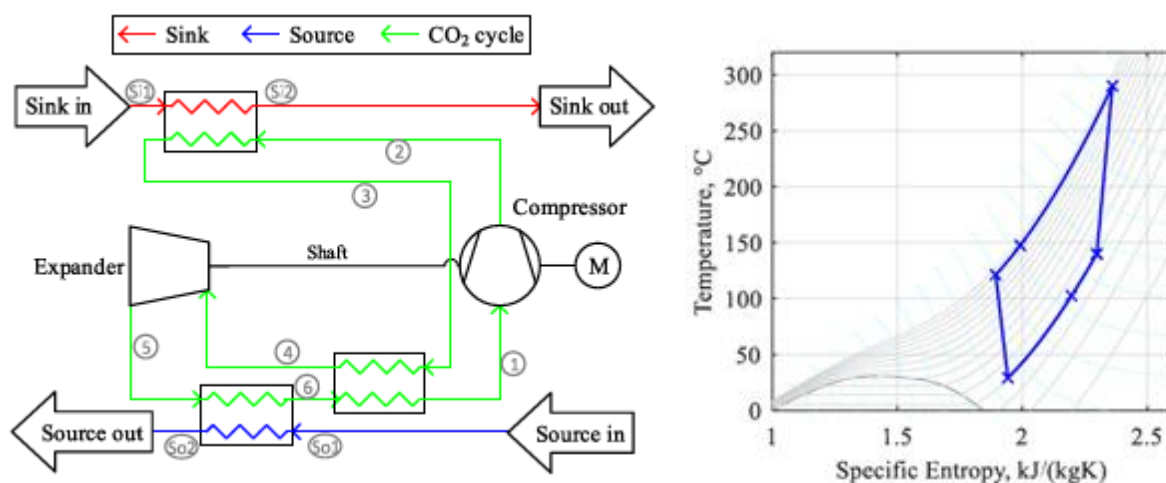 Sink Source CO₂ cycle
Sink in
Si1
Si2
Sink out
2
3
Compressor
Expander
Shaft
M
5
4
1
6
Source out
So2
So1
Source in
Temperature, °C
300
250
200
150
100
50
0
1 1.5 2 2.5
Specific Entropy, kJ/(kgK)